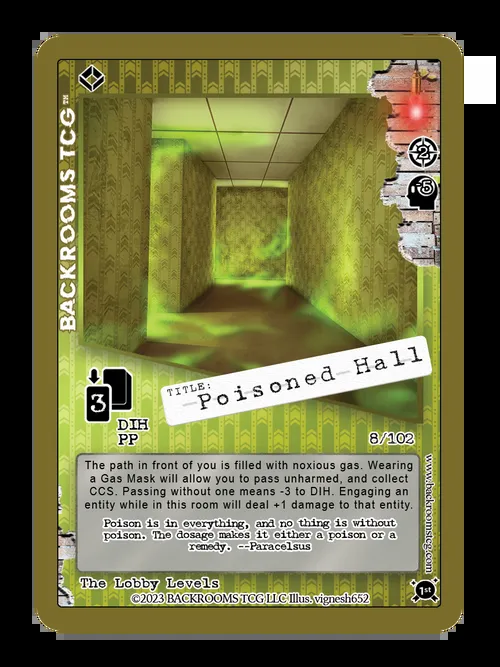 BACKROOMS TCG™
2
-5
TITLE:
Poisoned Hall
3
DIH
PP
8/102
The path in front of you is filled with noxious gas. Wearing
a Gas Mask will allow you to pass unharmed, and collect
CCS. Passing without one means -3 to DIH. Engaging an
entity while in this room will deal +1 damage to that entity.
Poison is in everything, and no thing is without
poison. The dosage makes it either a poison or a
remedy. --Paracelsus
www.backroomstcg.com
The Lobby Levels
1st
©2023 BACKROOMS TCG LLC Illus. vignesh652